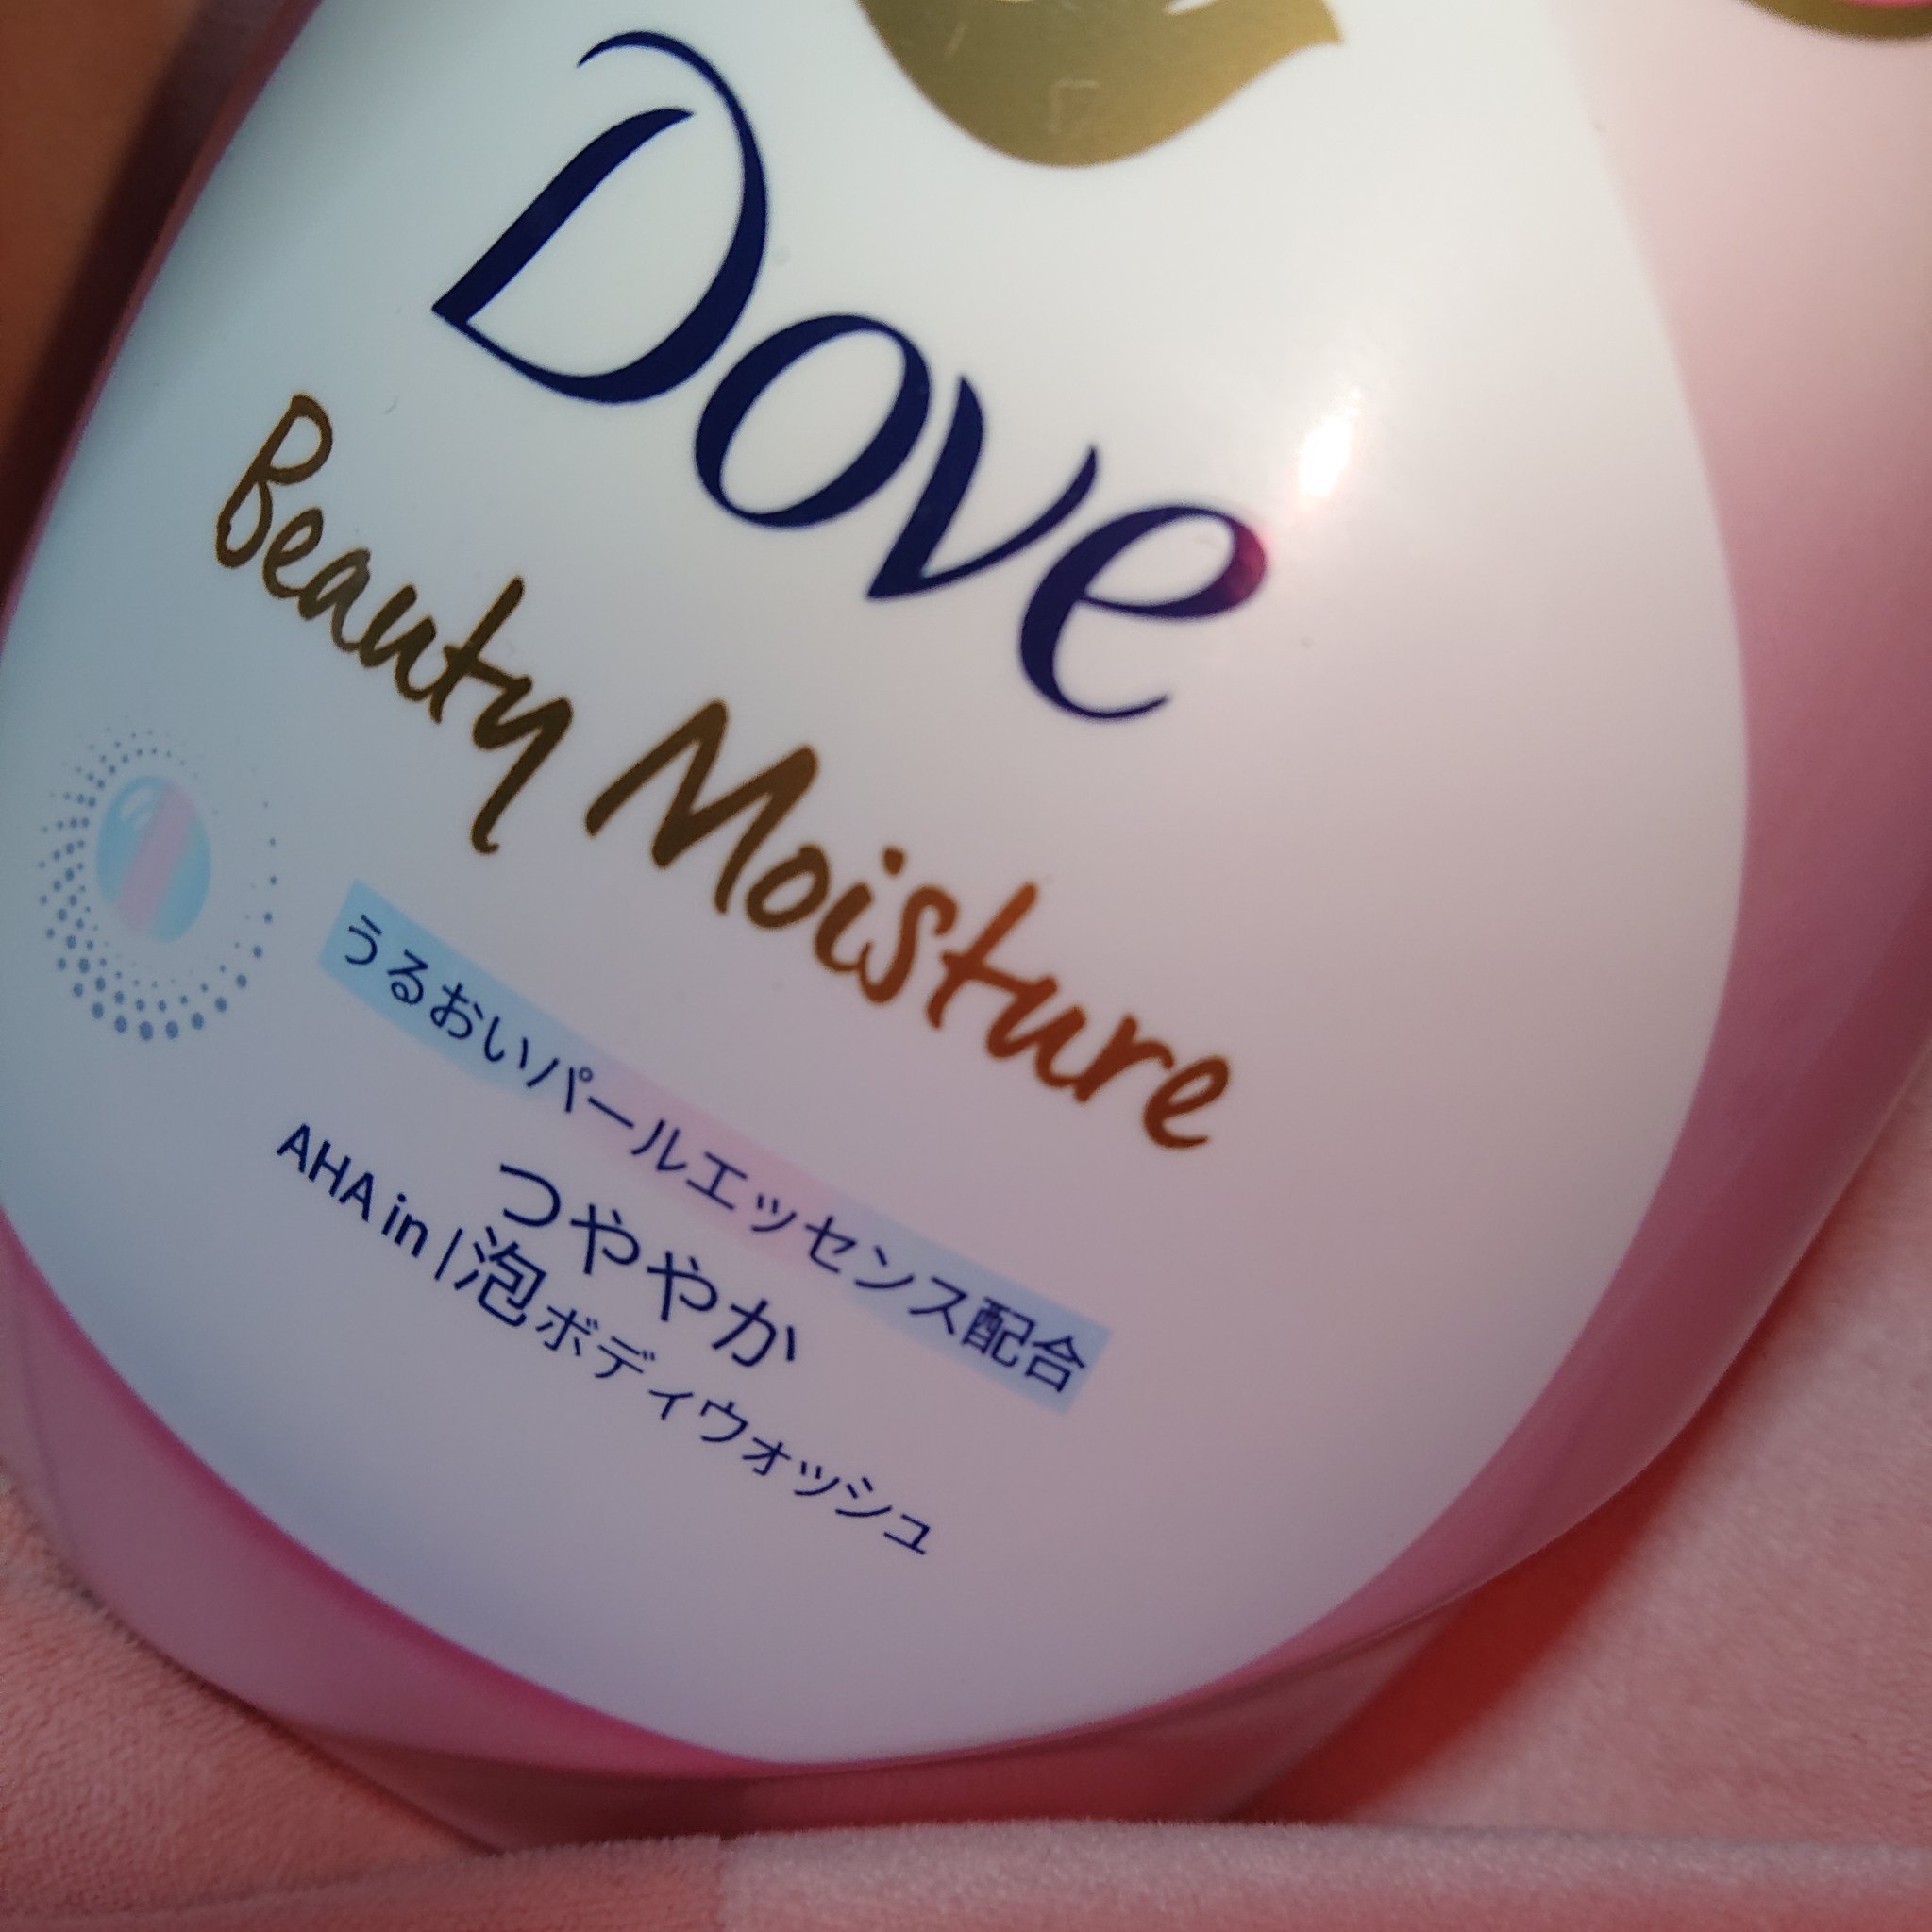 Dove
Beauty Moisture
うるおいパールエッセンス配合
つややか
AHA in | 泡ボディウォッシュ